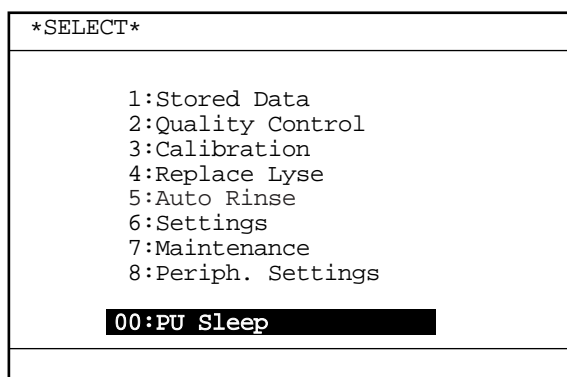 *SELECT*
1:Stored Data
2:Quality Control
3:Calibration
4:Replace Lyse
5:Auto Rinse
6:Settings
7:Maintenance
8:Periph. Settings
00:PU Sleep